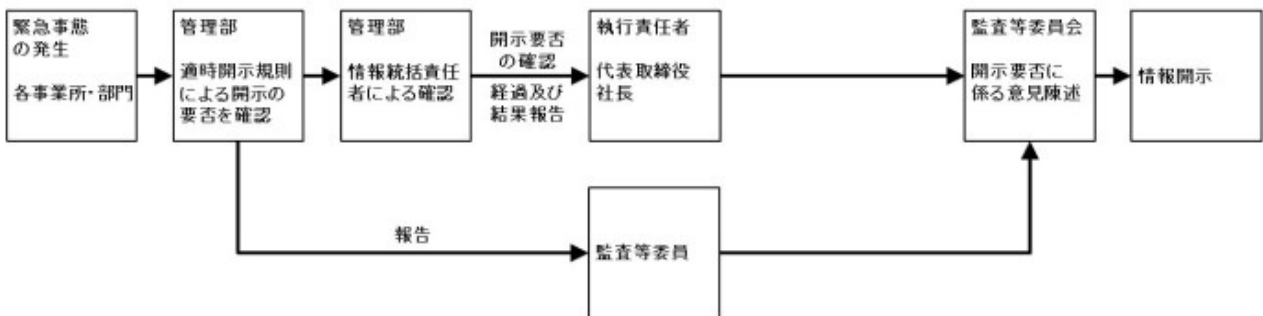 緊急事態
の発生
各事業所・部門
管理部
適時開示規則
による開示の
要否を確認
管理部
情報統括責任
者による確認
開示要否
の確認
経過及び
結果報告
執行責任者
代表取締役
社長
監査等委員会
開示要否に
係る意見陳述
情報開示
報告
監査等委員